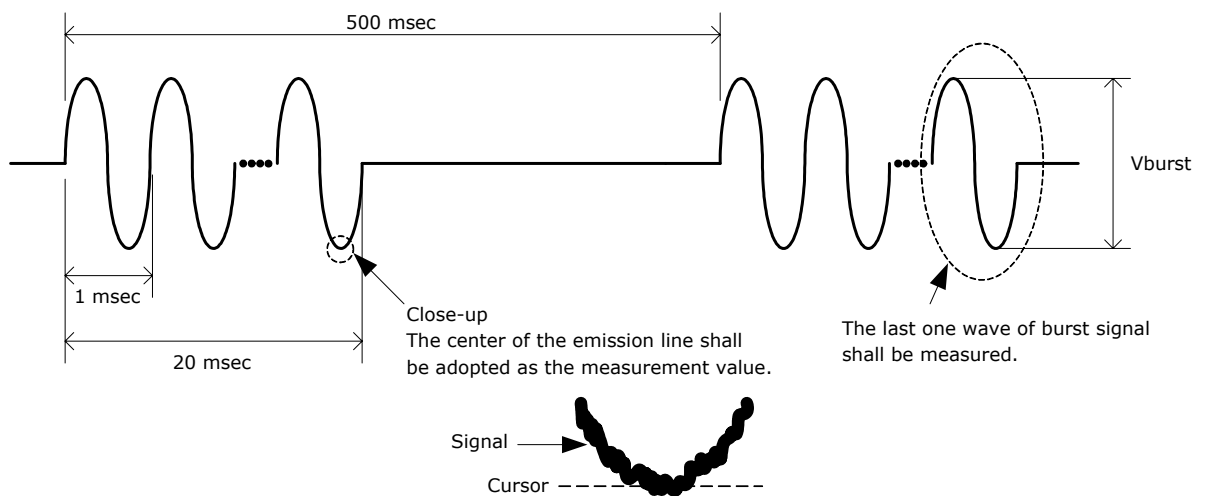 500 msec
Vburst
1 msec
20 msec
Close-up
The center of the emission line shall
be adopted as the measurement value.
The last one wave of burst signal
shall be measured.
Signal
Cursor